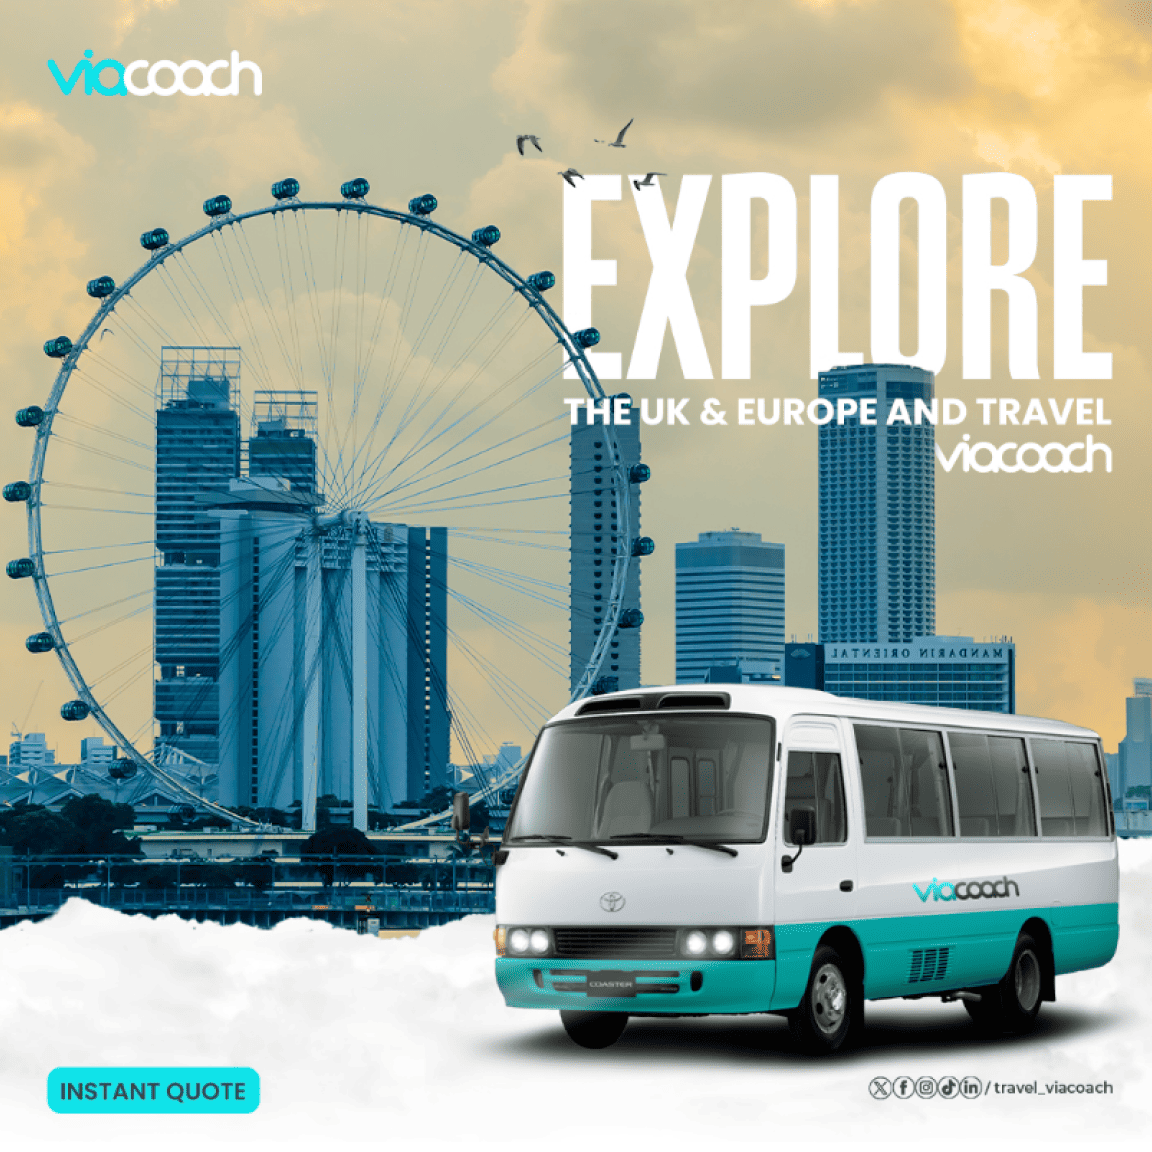 viacoach
EXPLORE
THE UK & EUROPE AND TRAVEL
viacoach
MANDARIN ORIENTAL
viacoach
COASTER
INSTANT QUOTE
/ travel_viacoach